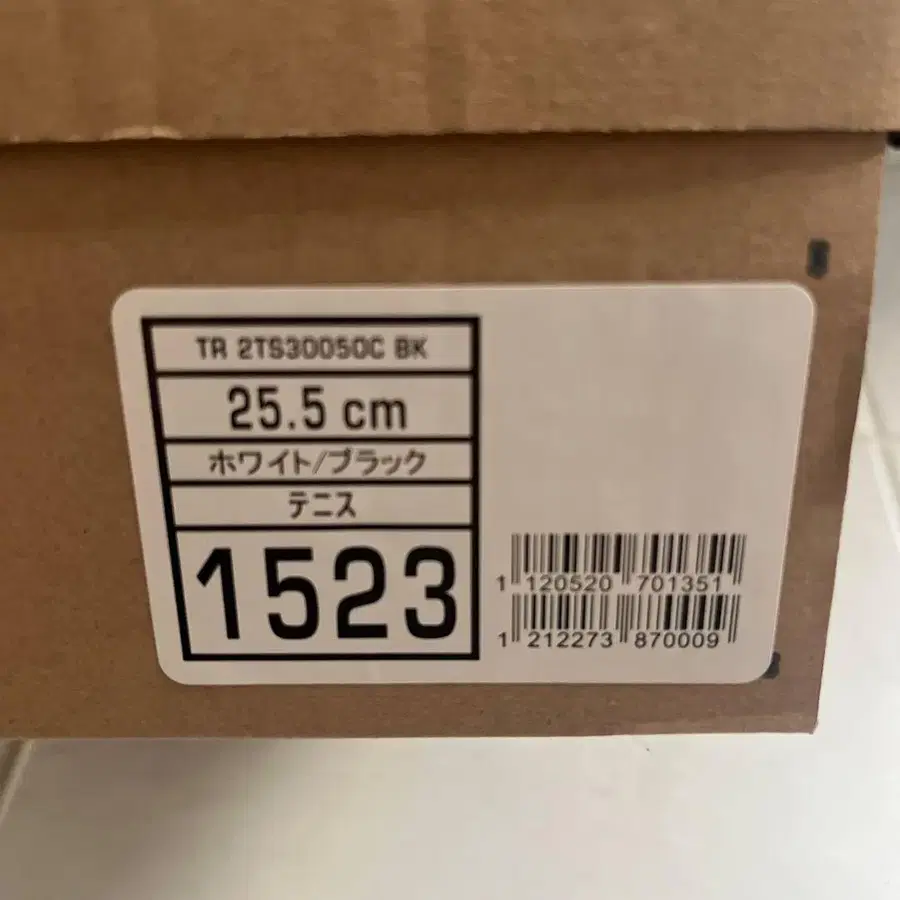 TR 2TS30050C BK
25.5 cm
ホワイト/ブラック
テニス
1523
1 120520 701351
1 212273 870009